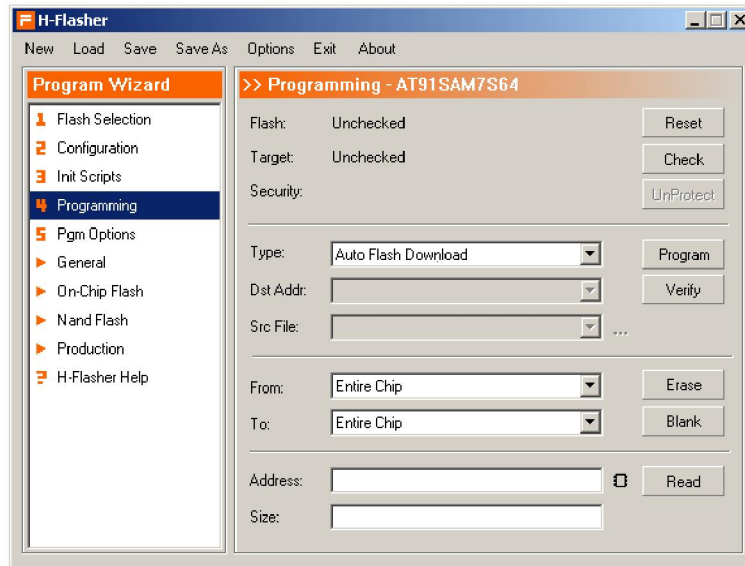 H-Flasher
New Load Save Save As Options Exit About
Program Wizard
1 Flash Selection
2 Configuration
3 Init Scripts
4 Programming
5 Pgm Options
General
On-Chip Flash
Nand Flash
Production
? H-Flasher Help
>> Programming - AT91SAM7S64
Flash: Unchecked Reset
Target: Unchecked Check
Security: UnProtect
Type: Auto Flash Download Program
Dst Addr: Verify
Src File: ...
From: Entire Chip Erase
To: Entire Chip Blank
Address: Read
Size: